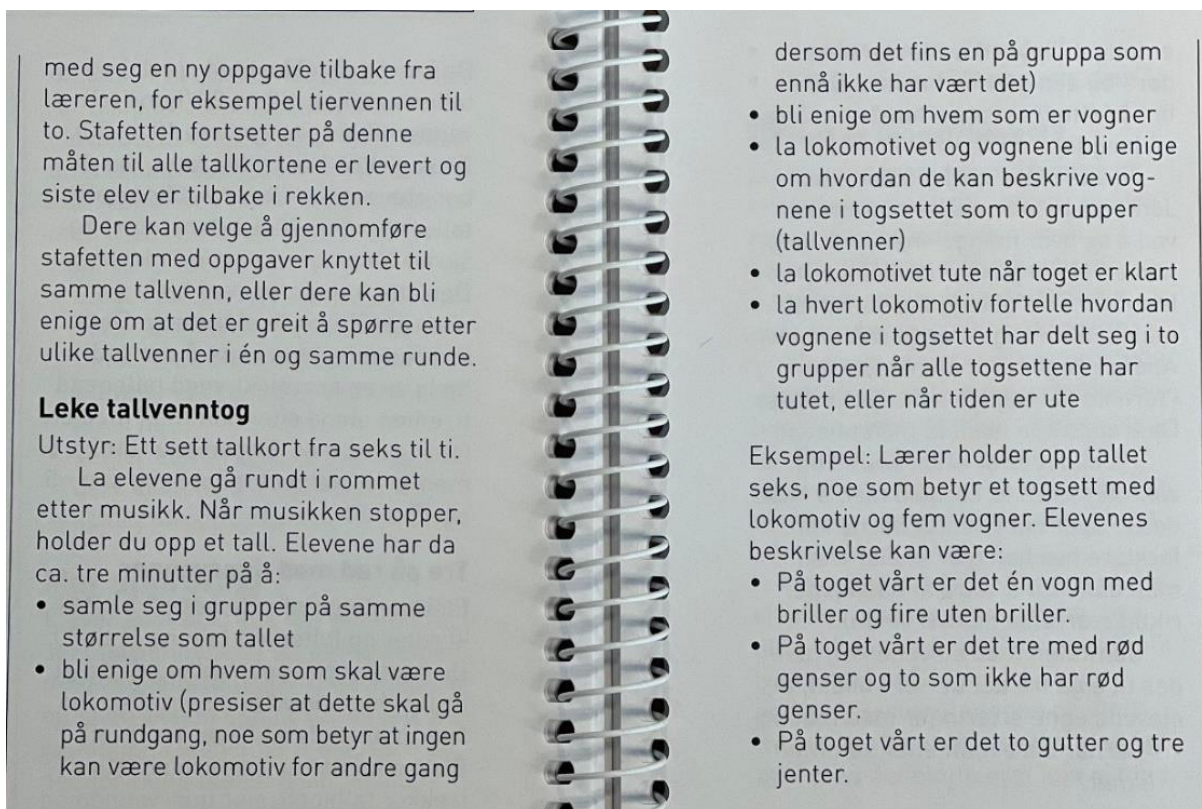 med seg en ny oppgave tilbake fra
læreren, for eksempel tiervennen til
to. Stafetten fortsetter på denne
måten til alle tallkortene er levert og
siste elev er tilbake i rekken.
Dere kan velge å gjennomføre
stafetten med oppgaver knyttet til
samme tallvenn, eller dere kan bli
enige om at det er greit å spørre etter
ulike tallvenner i én og samme runde.
Leke tallvenntog
Utstyr: Ett sett tallkort fra seks til ti.
La elevene gå rundt i rommet
etter musikk. Når musikken stopper,
holder du opp et tall. Elevene har da
ca. tre minutter på å:
• samle seg i grupper på samme
størrelse som tallet
• bli enige om hvem som skal være
lokomotiv (presiser at dette skal gå
på rundgang, noe som betyr at ingen
kan være lokomotiv for andre gang
dersom det fins en på gruppa som
ennå ikke har vært det)
• bli enige om hvem som er vogner
• la lokomotivet og vognene bli enige
om hvordan de kan beskrive vog-
nene i togsettet som to grupper
(tallvenner)
• la lokomotivet tute når toget er klart
• la hvert lokomotiv fortelle hvordan
vognene i togsettet har delt seg i to
grupper når alle togsettene har
tutet, eller når tiden er ute
Eksempel: Lærer holder opp tallet
seks, noe som betyr et togsett med
lokomotiv og fem vogner. Elevenes
beskrivelse kan være:
• På toget vårt er det én vogn med
briller og fire uten briller.
• På toget vårt er det tre med rød
genser og to som ikke har rød
genser.
• På toget vårt er det to gutter og tre
jenter.